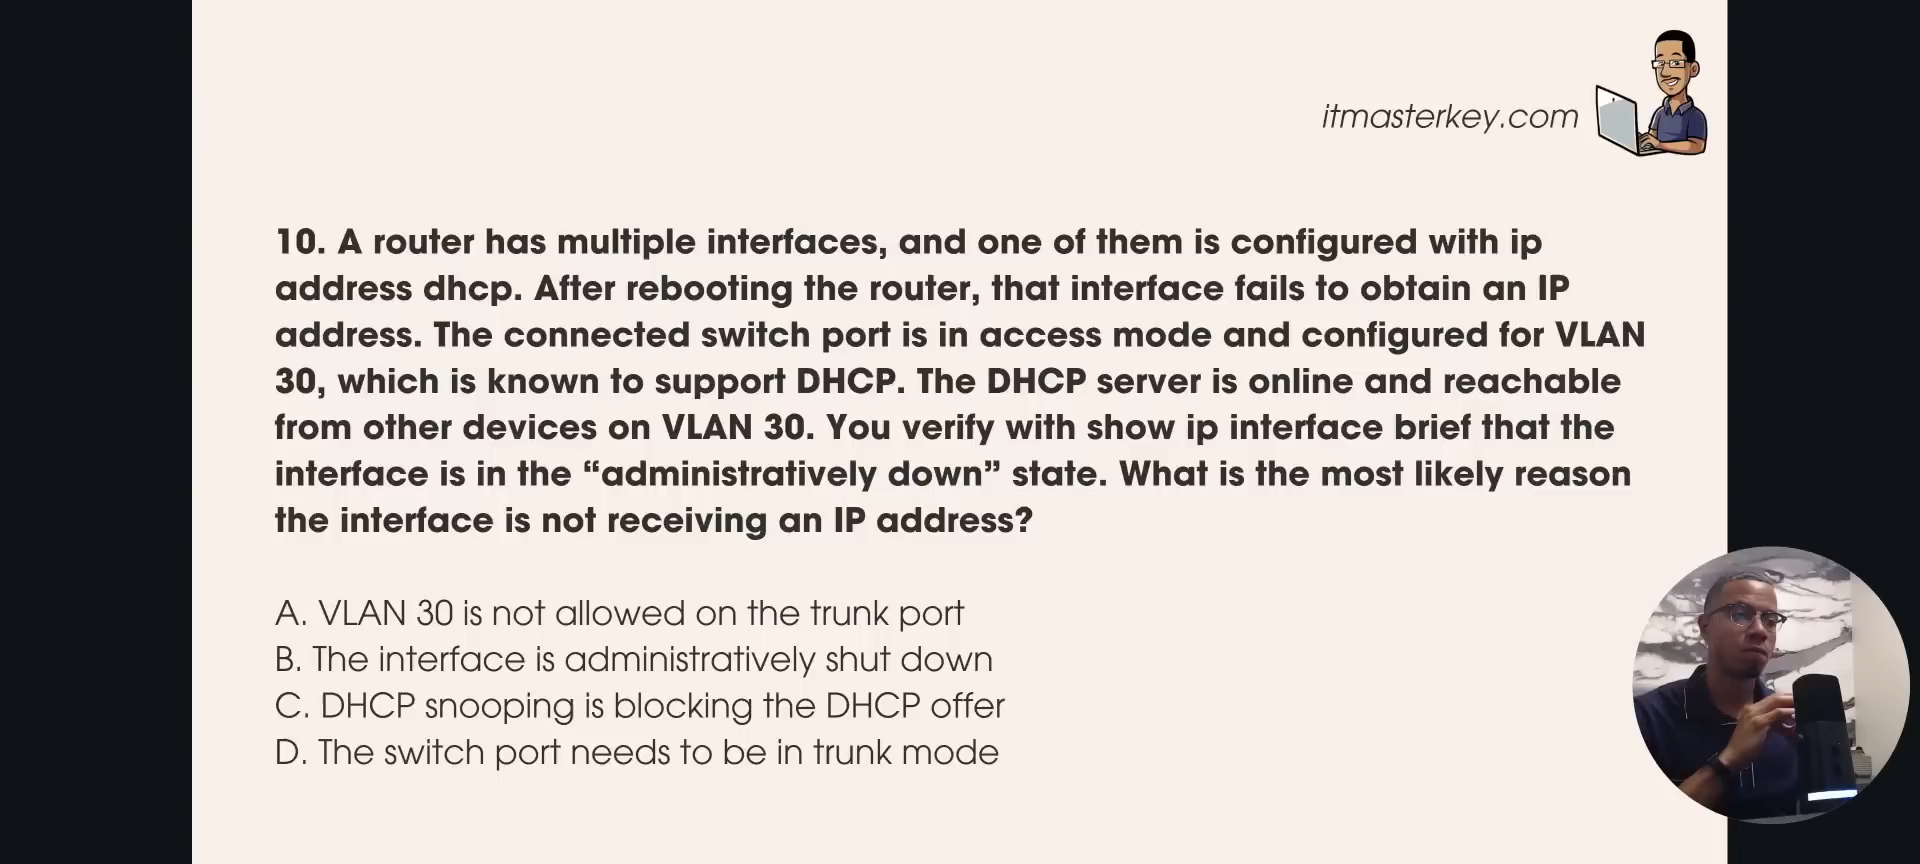 itmasterkey.com
10. A router has multiple interfaces, and one of them is configured with ip
address dhcp. After rebooting the router, that interface fails to obtain an IP
address. The connected switch port is in access mode and configured for VLAN
30, which is known to support DHCP. The DHCP server is online and reachable
from other devices on VLAN 30. You verify with show ip interface brief that the
interface is in the “administratively down” state. What is the most likely reason
the interface is not receiving an IP address?
A. VLAN 30 is not allowed on the trunk port
B. The interface is administratively shut down
C. DHCP snooping is blocking the DHCP offer
D. The switch port needs to be in trunk mode